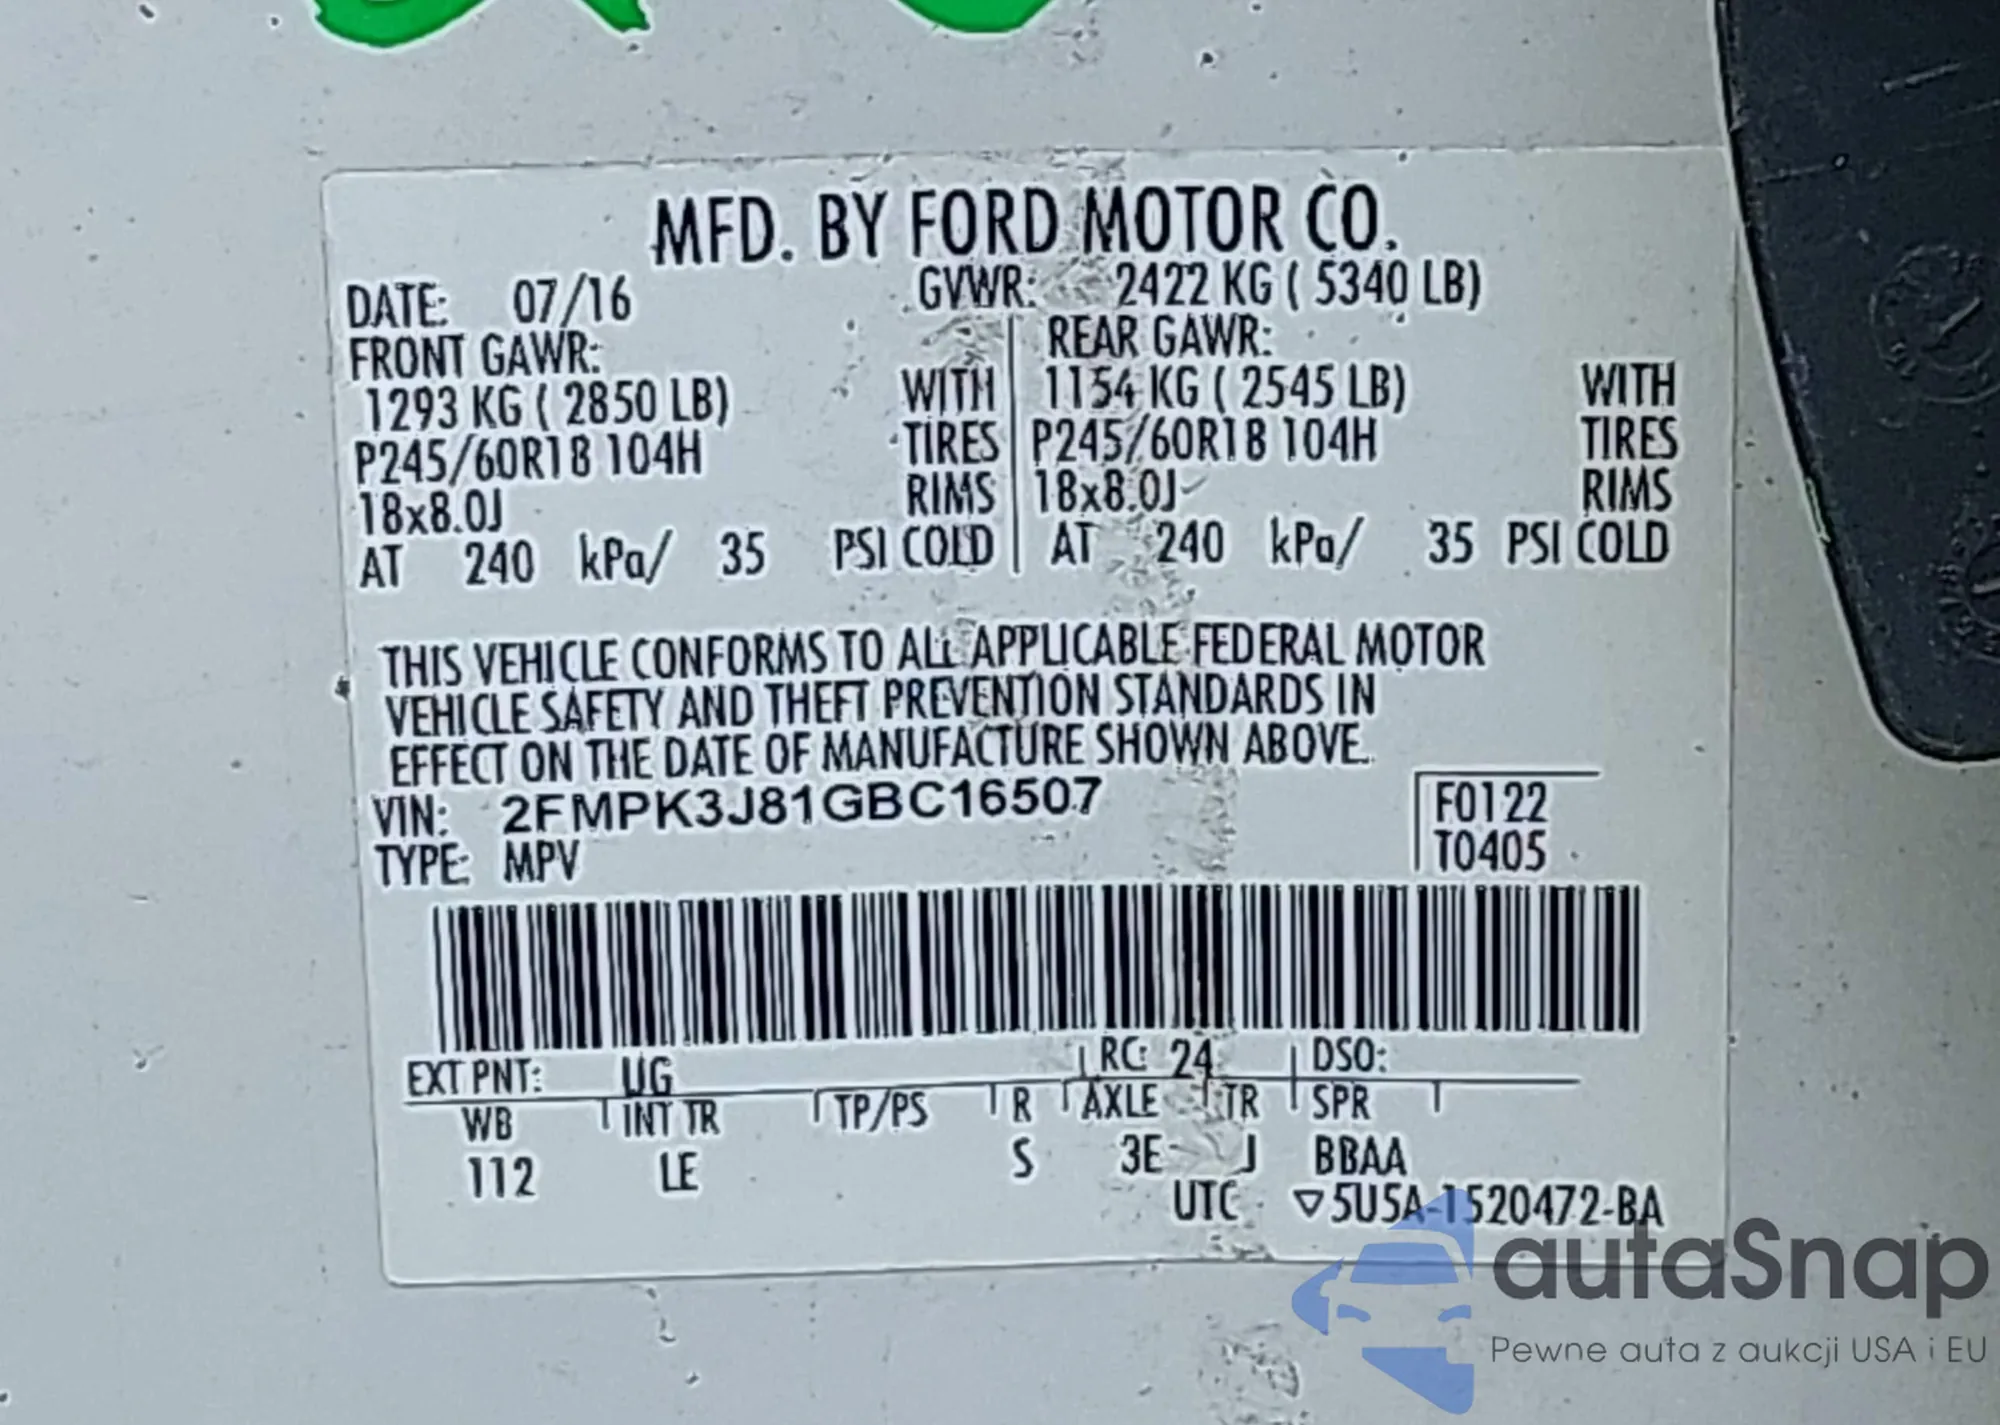 MFD. BY FORD MOTOR CO.
DATE: 07/16 GVWR: 2422 KG ( 5340 LB)
FRONT GAWR: REAR GAWR:
1293 KG ( 2850 LB) WITH 1154 KG ( 2545 LB) WITH
P245/60R18 104H TIRES P245/60R18 104H TIRES
18x8.0J RIMS 18x8.0J RIMS
AT 240 kPa/ 35 PSI COLD AT 240 kPa/ 35 PSI COLD
THIS VEHICLE CONFORMS TO ALL APPLICABLE FEDERAL MOTOR
VEHICLE SAFETY AND THEFT PREVENTION STANDARDS IN
EFFECT ON THE DATE OF MANUFACTURE SHOWN ABOVE.
VIN: 2FMPK3J81GBC16507 F0122
TYPE: MPV T0405
EXT PNT: UG RC: 24 DSO:
WB INT TR TP/PS R AXLE TR SPR
112 LE S 3E J BBAA
UTC ▽5U5A-1520472-BA
autaSnap
Pewne auta z aukcji USA i EU